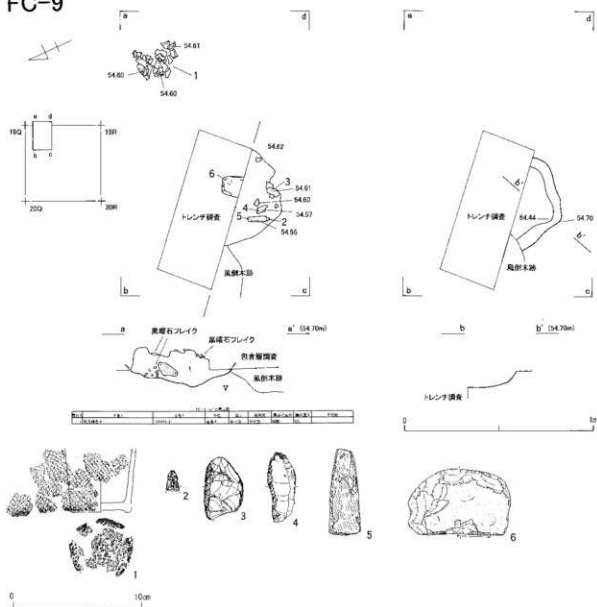 FC-9
a d
54.61
54.60 1
54.60
a d
19Q 19R
b c
20Q 20R
54.62
6
3
54.61
54.60
4 54.57
5 2
54.56
トレンチ調査
風倒木跡
b c
a d
b'
トレンチ調査
54.44 54.70
b'
風倒木跡
b c
a a' (54.70m)
黒曜石フレイク
黒曜石フレイク
包含層調査
1
風倒木跡
V
b b' (54.70m)
トレンチ調査
0 1m
1
2
3
4
5
6
0 10cm